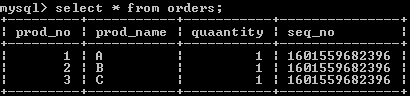 mysql> select * from orders;
+---------+-----------+-----------+---------------+
| prod_no | prod_name | quaantity | seq_no        |
+---------+-----------+-----------+---------------+
|       1 | A         |         1 | 1601559682396 |
|       2 | B         |         1 | 1601559682396 |
|       3 | C         |         1 | 1601559682396 |
+---------+-----------+-----------+---------------+